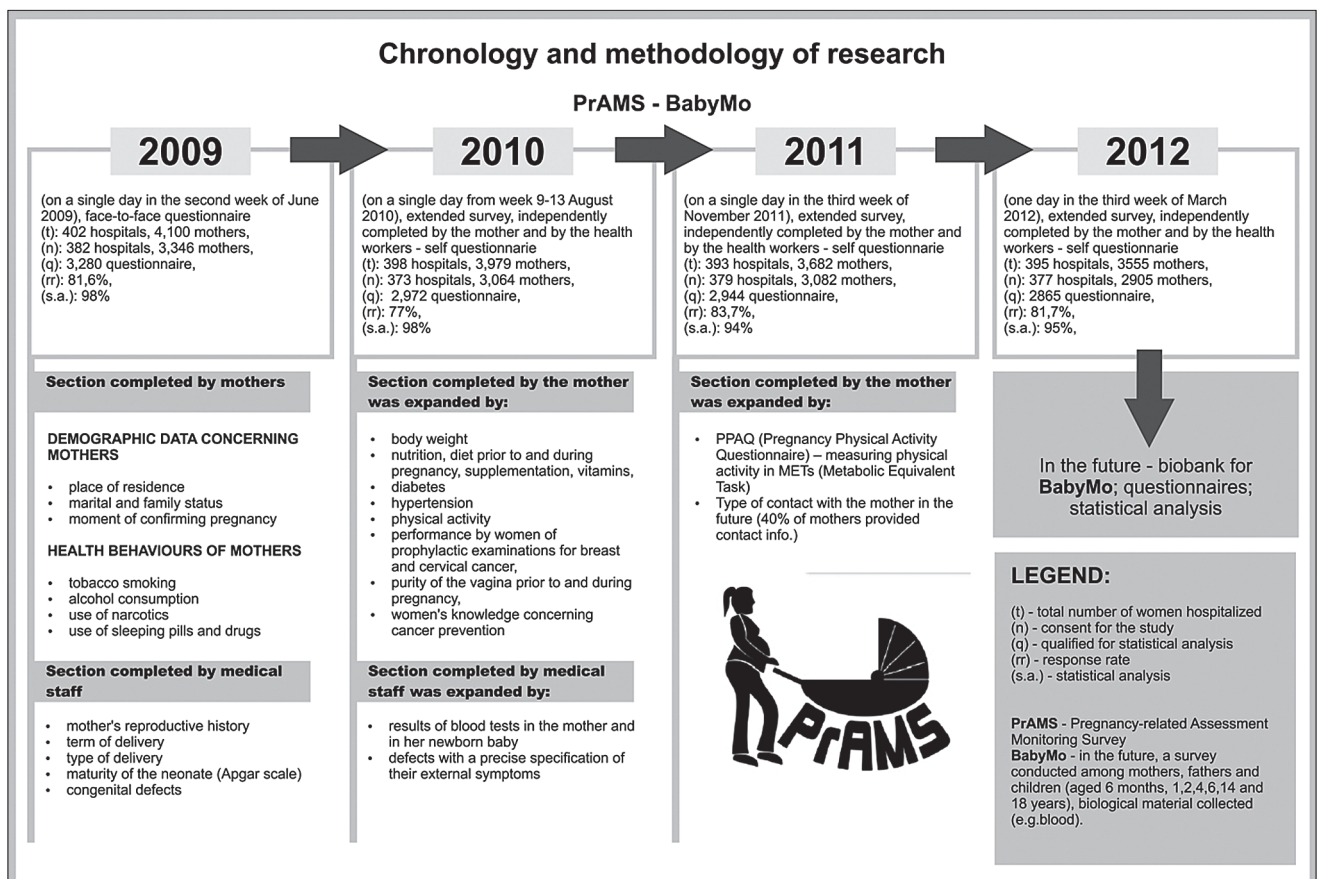 Chronology and methodology of research
PrAMS - BabyMo
2009
(on a single day in the second week of June
2009), face-to-face questionnaire
(t): 402 hospitals, 4,100 mothers,
(n): 382 hospitals, 3,346 mothers,
(q): 3,280 questionnaire,
(rr): 81,6%,
(s.a.): 98%
Section completed by mothers
DEMOGRAPHIC DATA CONCERNING
MOTHERS
• place of residence
• marital and family status
• moment of confirming pregnancy
HEALTH BEHAVIOURS OF MOTHERS
• tobacco smoking
• alcohol consumption
• use of narcotics
• use of sleeping pills and drugs
Section completed by medical
staff
• mother's reproductive history
• term of delivery
• type of delivery
• maturity of the neonate (Apgar scale)
• congenital defects
2010
(on a single day from week 9-13 August
2010), extended survey, independently
completed by the mother and by the health
workers - self questionnarie
(t): 398 hospitals, 3,979 mothers,
(n): 373 hospitals, 3,064 mothers,
(q): 2,972 questionnaire,
(rr): 77%,
(s.a.): 98%
Section completed by the mother
was expanded by:
• body weight
• nutrition, diet prior to and during
pregnancy, supplementation, vitamins,
• diabetes
• hypertension
• physical activity
• performance by women of
prophylactic examinations for breast
and cervical cancer,
• purity of the vagina prior to and during
pregnancy,
• women's knowledge concerning
cancer prevention
Section completed by medical
staff was expanded by:
• results of blood tests in the mother and
in her newborn baby
• defects with a precise specification of
their external symptoms
2011
(on a single day in the third week of
November 2011), extended survey,
independently completed by the mother and
by the health workers - self questionnarie
(t): 393 hospitals, 3,682 mothers,
(n): 379 hospitals, 3,082 mothers,
(q): 2,944 questionnaire,
(rr): 83,7%,
(s.a.): 94%
Section completed by the mother
was expanded by:
• PPAQ (Pregnancy Physical Activity
Questionnaire) – measuring physical
activity in METs (Metabolic Equivalent
Task)
• Type of contact with the mother in the
future (40% of mothers provided
contact info.)
PrAMS
2012
(one day in the third week of March
2012), extended survey, independently
completed by the mother and by the health
workers - self questionnarie
(t): 395 hospitals, 3555 mothers,
(n): 377 hospitals, 2905 mothers,
(q): 2865 questionnaire,
(rr): 81,7%,
(s.a.): 95%,
In the future - biobank for
BabyMo; questionnaires;
statistical analysis
LEGEND:
(t) - total number of women hospitalized
(n) - consent for the study
(q) - qualified for statistical analysis
(rr) - response rate
(s.a.) - statistical analysis
PrAMS - Pregnancy-related Assessment
Monitoring Survey
BabyMo - in the future, a survey
conducted among mothers, fathers and
children (aged 6 months, 1,2,4,6,14 and
18 years), biological material collected
(e.g.blood).